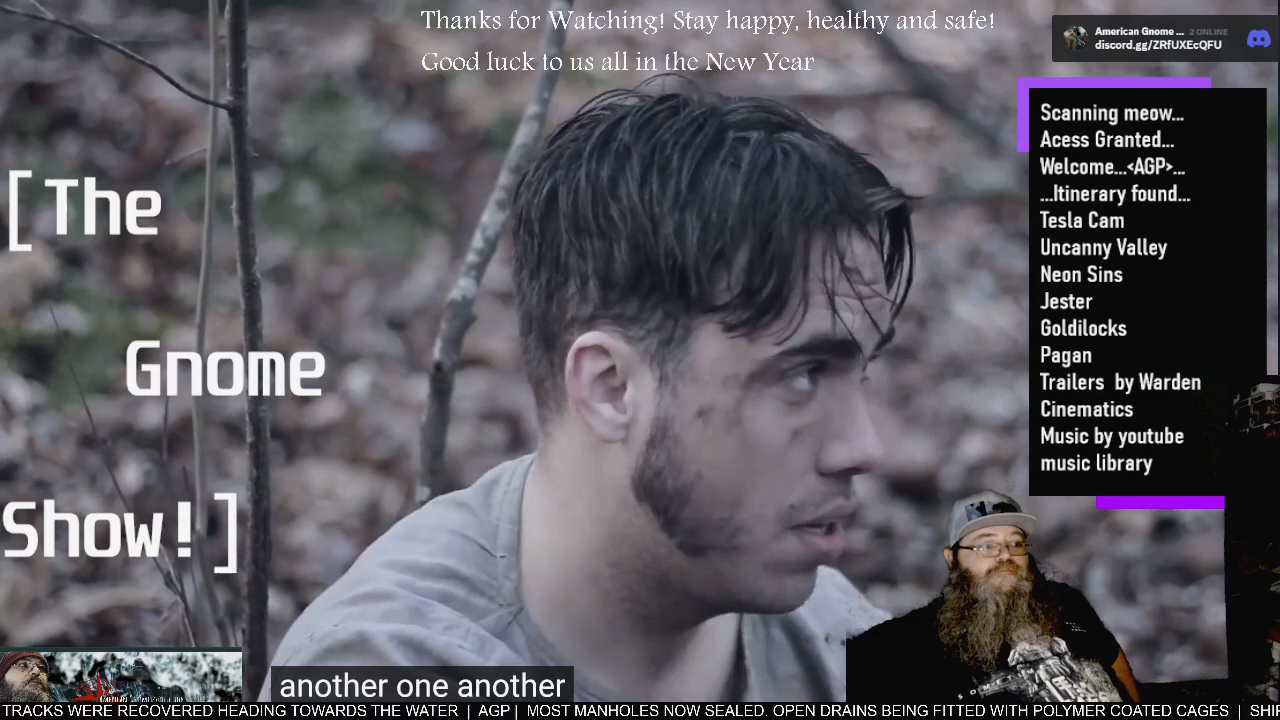 Thanks for Watching! Stay happy, healthy and safe!
Good luck to us all in the New Year
American Gnome ... 2 ONLINE
discord.gg/ZRfUXEcQFU
[The
Gnome
Show!]
Scanning meow...
Acess Granted...
Welcome...<AGP>...
...Itinerary found...
Tesla Cam
Uncanny Valley
Neon Sins
Jester
Goldilocks
Pagan
Trailers by Warden
Cinematics
Music by youtube
music library
another one another
TRACKS WERE RECOVERED HEADING TOWARDS THE WATER | AGP | MOST MANHOLES NOW SEALED. OPEN DRAINS BEING FITTED WITH POLYMER COATED CAGES | SHI